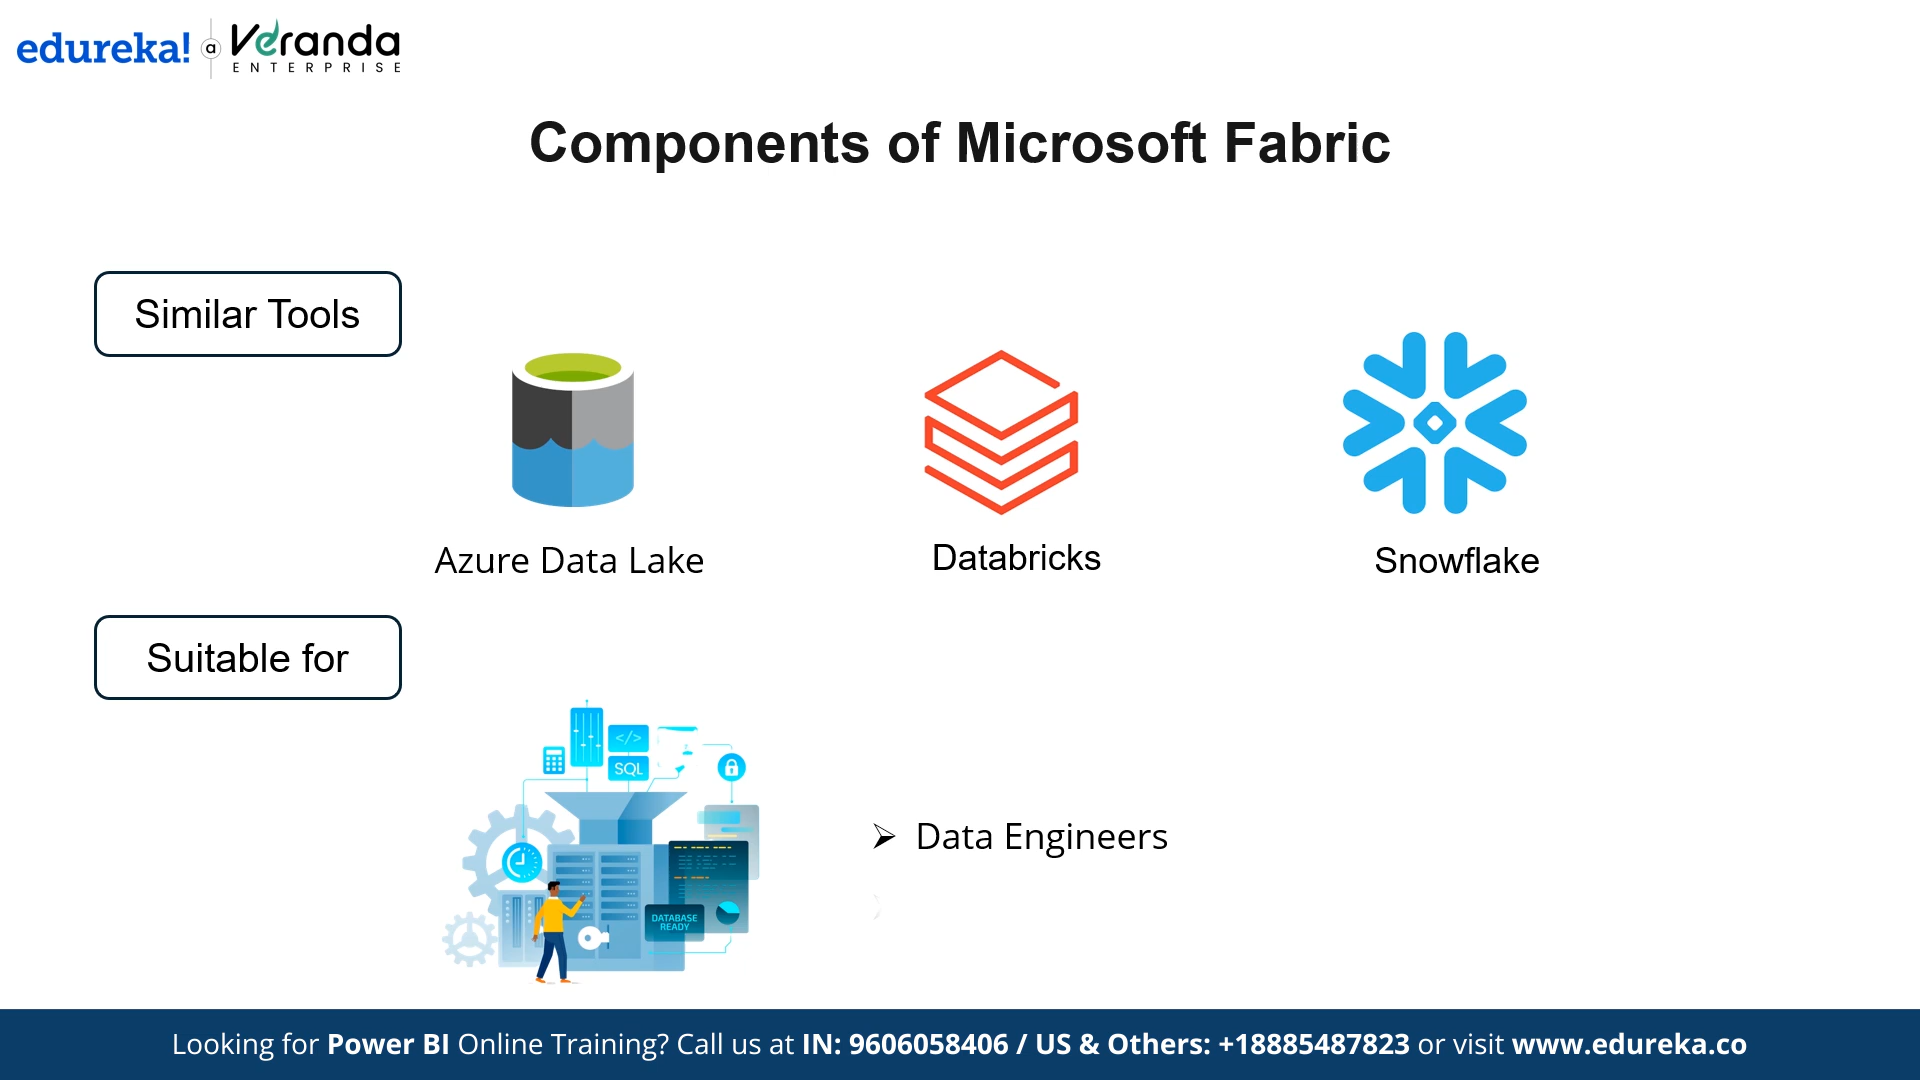 edureka! a Veranda
ENTERPRISE
Components of Microsoft Fabric
Similar Tools
Azure Data Lake
Databricks
Snowflake
Suitable for
</>
SQL
DATABASE
READY
➢ Data Engineers
Looking for Power BI Online Training? Call us at IN: 9606058406 / US & Others: +18885487823 or visit www.edureka.co